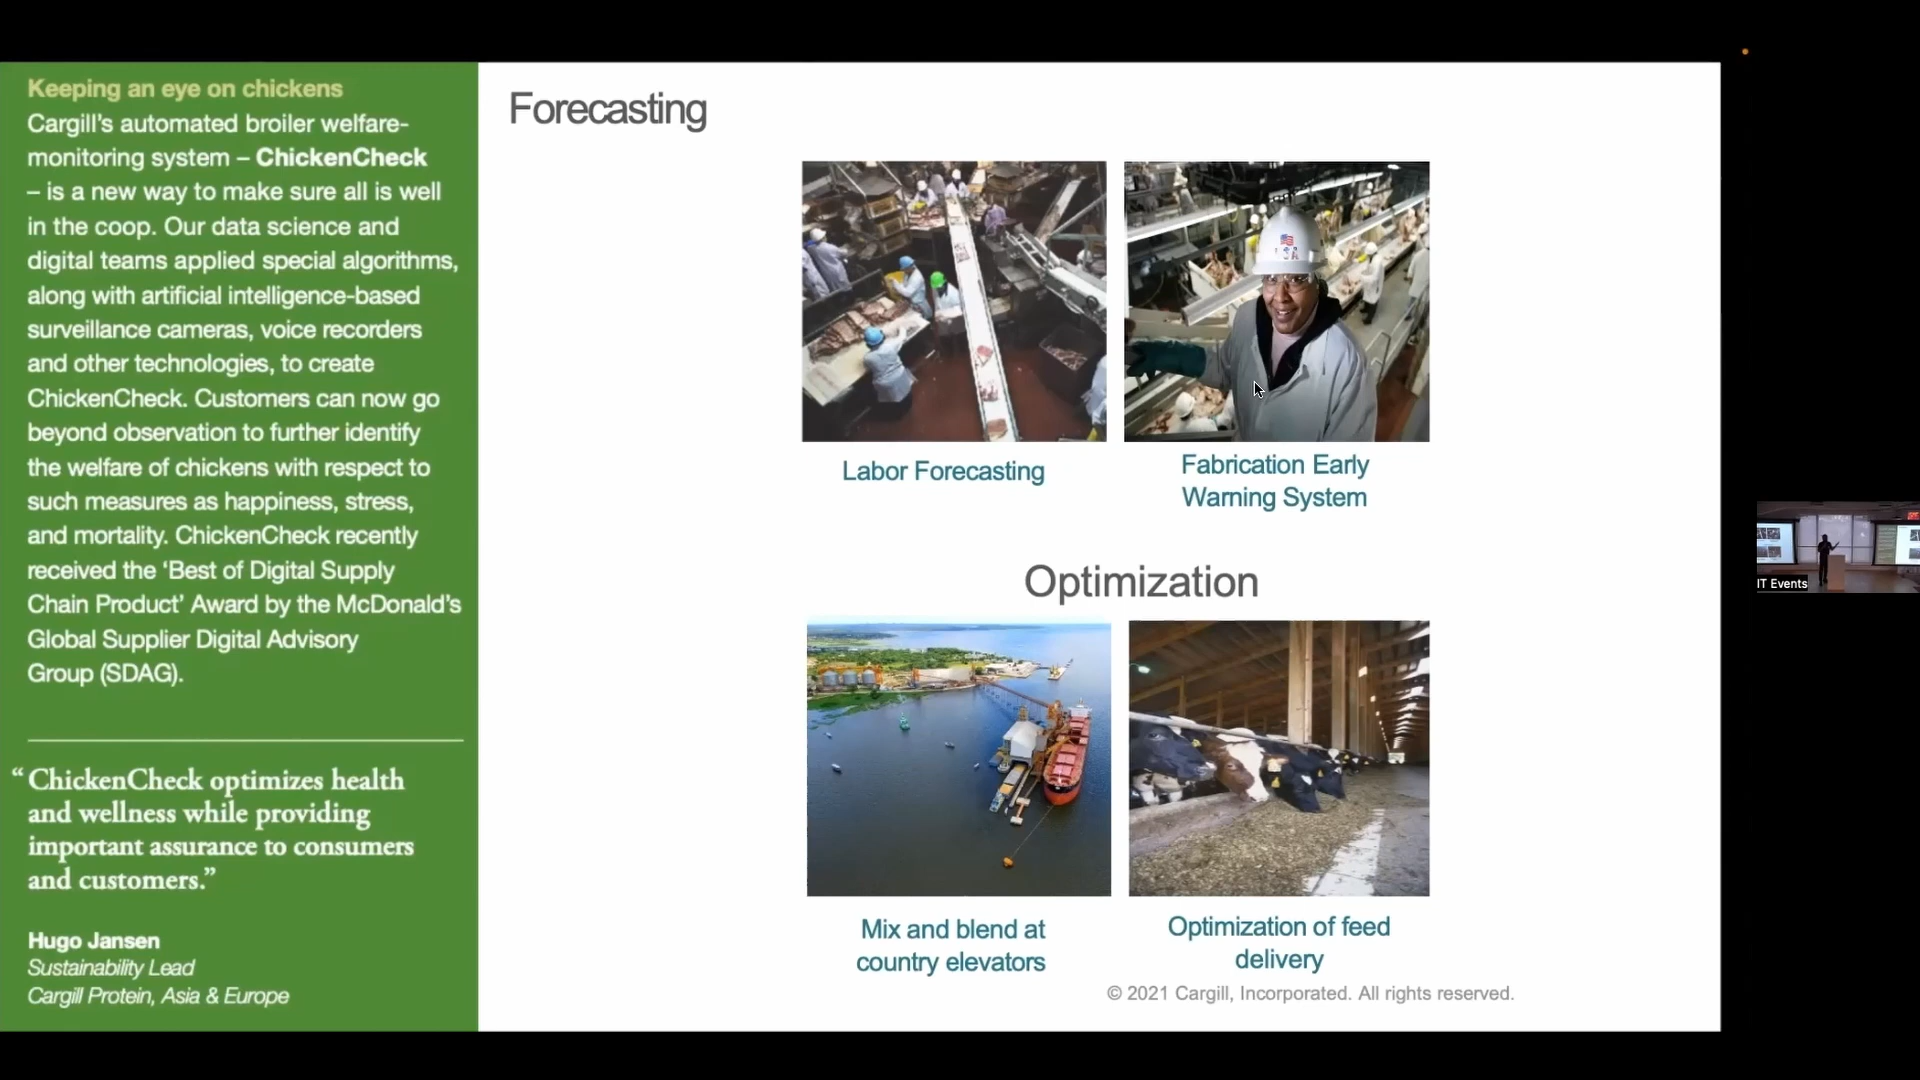 Keeping an eye on chickens
Cargill’s automated broiler welfare-
monitoring system – ChickenCheck
– is a new way to make sure all is well
in the coop. Our data science and
digital teams applied special algorithms,
along with artificial intelligence-based
surveillance cameras, voice recorders
and other technologies, to create
ChickenCheck. Customers can now go
beyond observation to further identify
the welfare of chickens with respect to
such measures as happiness, stress,
and mortality. ChickenCheck recently
received the ‘Best of Digital Supply
Chain Product’ Award by the McDonald’s
Global Supplier Digital Advisory
Group (SDAG).
“ ChickenCheck optimizes health
and wellness while providing
important assurance to consumers
and customers.”
Hugo Jansen
Sustainability Lead
Cargill Protein, Asia & Europe
Forecasting
Labor Forecasting
Fabrication Early
Warning System
Optimization
Mix and blend at
country elevators
Optimization of feed
delivery
© 2021 Cargill, Incorporated. All rights reserved.
IT Events